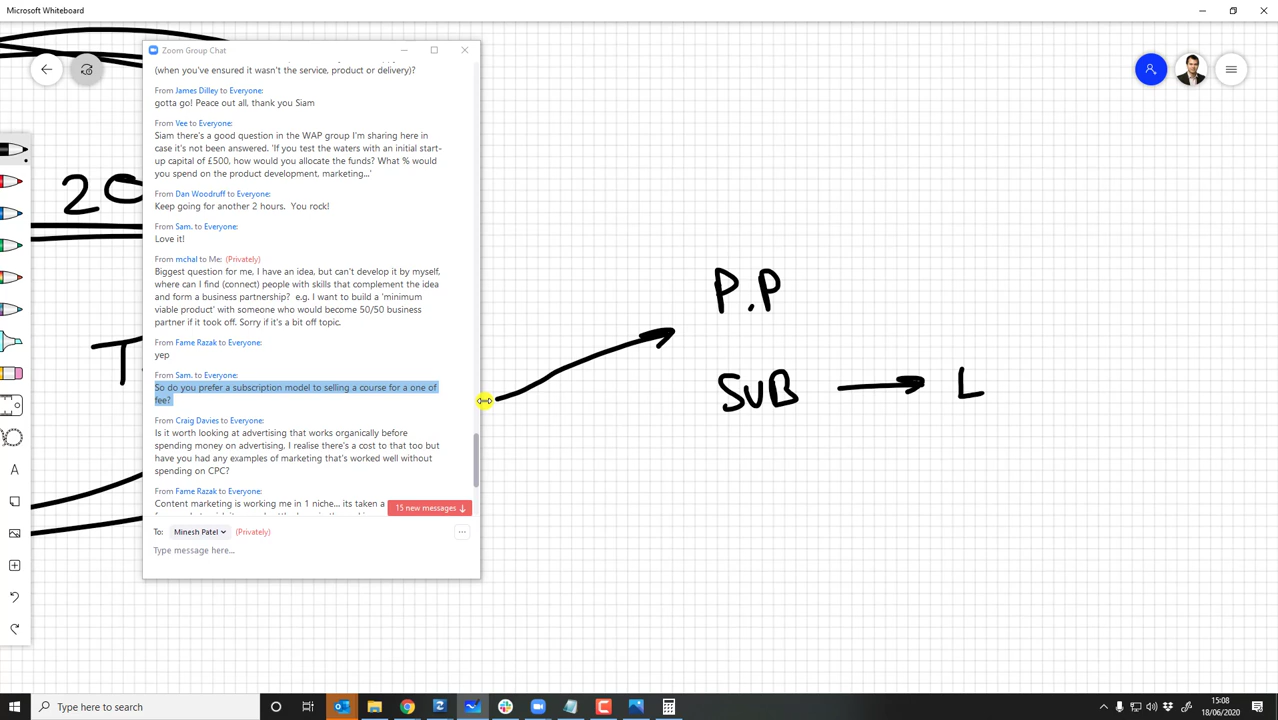 Microsoft Whiteboard
Zoom Group Chat
(when you've ensured it wasn't the service, product or delivery)?
From James Dilley to Everyone:
gotta go! Peace out all, thank you Siam
From Vee to Everyone:
Siam there's a good question in the WAP group I'm sharing here in
case it's not been answered. 'If you test the waters with an initial start-
up capital of £500, how would you allocate the funds? What % would
you spend on the product development, marketing...'
From Dan Woodruff to Everyone:
Keep going for another 2 hours. You rock!
From Sam. to Everyone:
Love it!
From mchal to Me: (Privately)
Biggest question for me, I have an idea, but can't develop it by myself,
where can I find (connect) people with skills that complement the idea
and form a business partnership? e.g. I want to build a 'minimum
viable product' with someone who would become 50/50 business
partner if it took off. Sorry if it's a bit off topic.
From Fame Razak to Everyone:
yep
From Sam. to Everyone:
So do you prefer a subscription model to selling a course for a one of
fee?
From Craig Davies to Everyone:
Is it worth looking at advertising that works organically before
spending money on advertising. I realise there's a cost to that too but
have you had any examples of marketing that's worked well without
spending on CPC?
From Fame Razak to Everyone:
Content marketing is working me in 1 niche... its taken a
15 new messages
To: Minesh Patel (Privately)
Type message here...
20
T
P.P
SUB L
A
Type here to search
15:08
18/06/2020